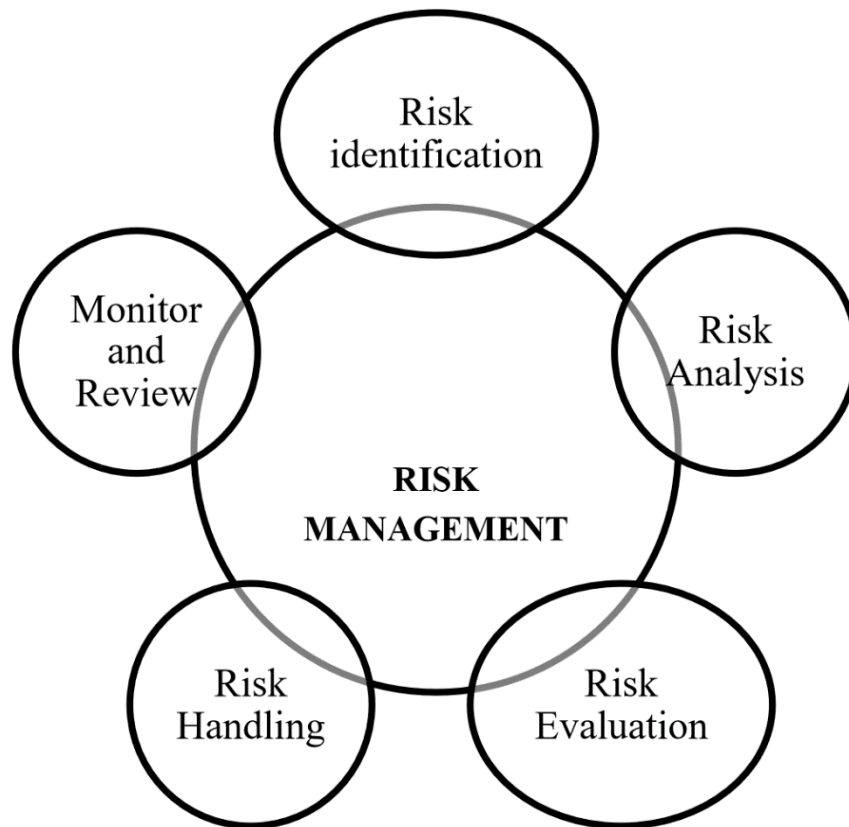 Risk
identification
Monitor
and
Review
Risk
Analysis
RISK
MANAGEMENT
Risk
Handling
Risk
Evaluation